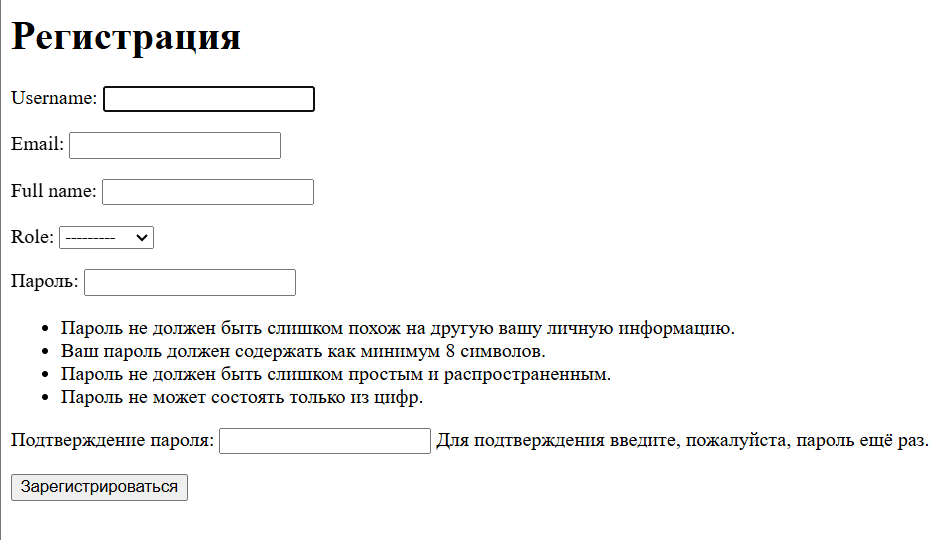 Регистрация
Username:
Email:
Full name:
Role: ---------
Пароль:
Пароль не должен быть слишком похож на другую вашу личную информацию.
Ваш пароль должен содержать как минимум 8 символов.
Пароль не должен быть слишком простым и распространенным.
Пароль не может состоять только из цифр.
Подтверждение пароля: Для подтверждения введите, пожалуйста, пароль ещё раз.
Зарегистрироваться